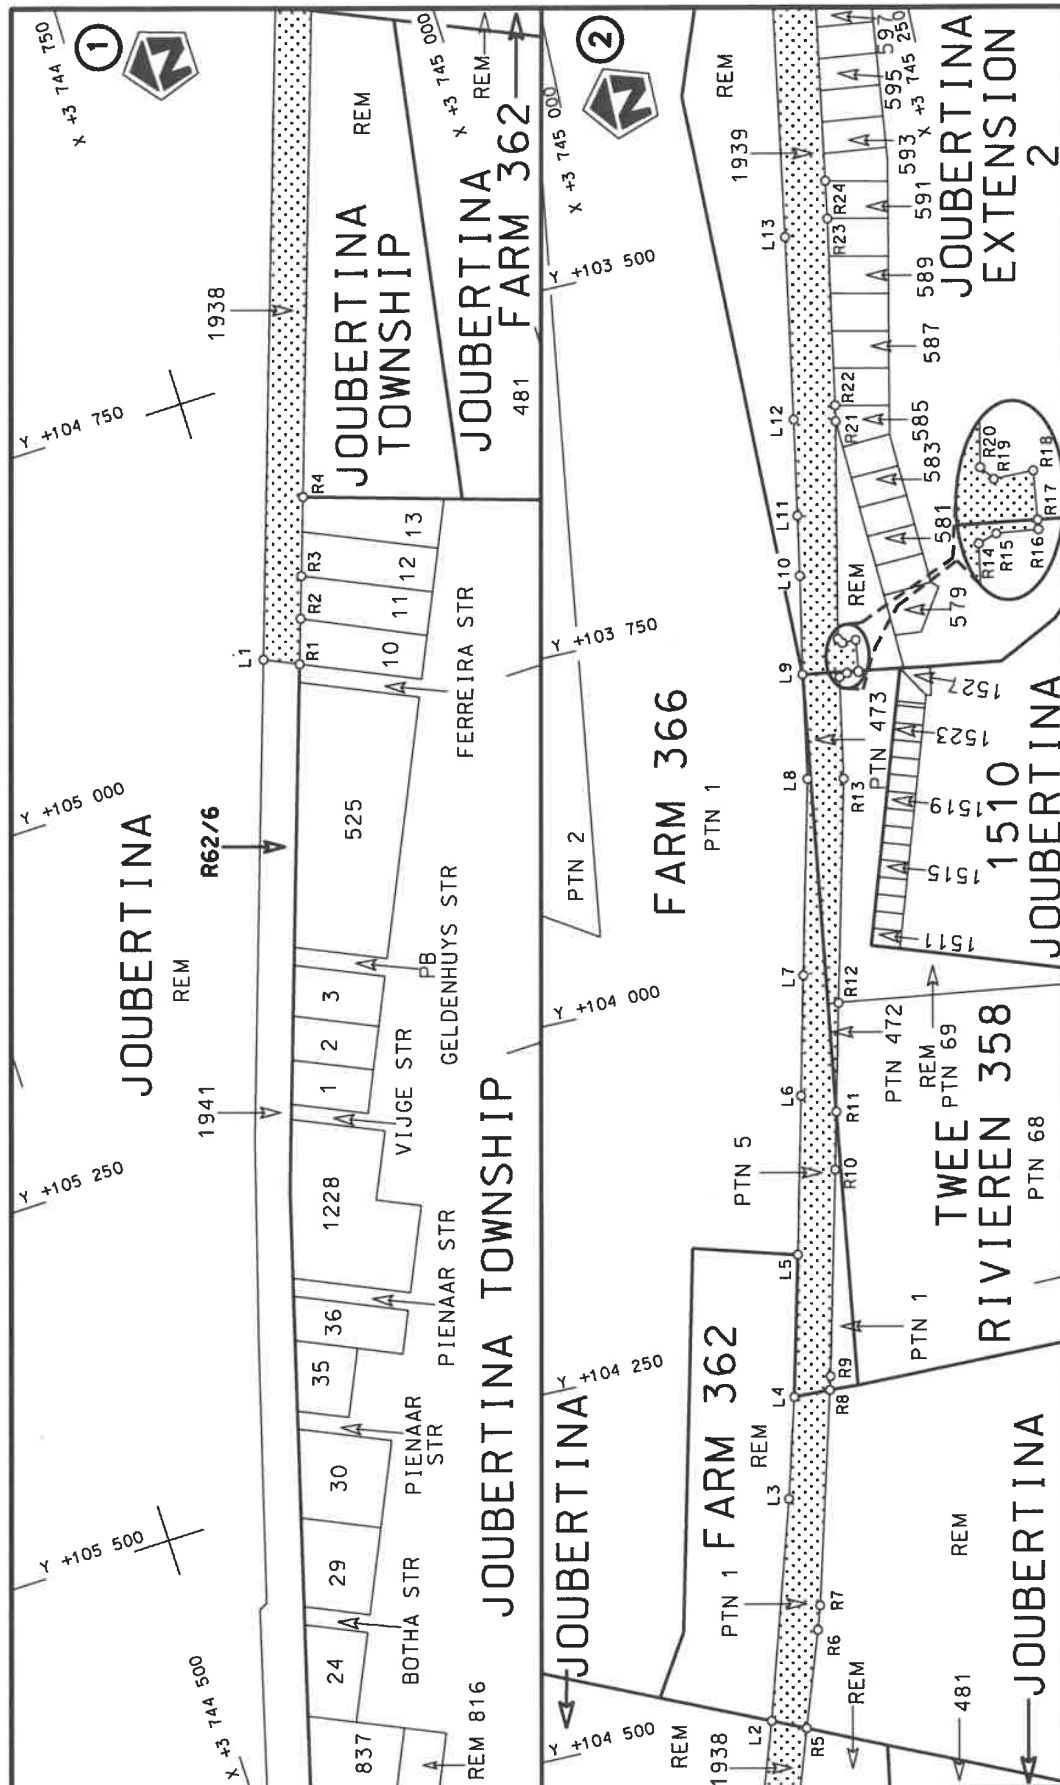 1
N
X +3 744 750
Y +104 750
Y +105 000
Y +105 250
Y +105 500
X +3 744 500
X +3 745 000
JOUBERTINA
REM
1938
1941
R62/6
L1
R1
R2
R3
R4
REM
JOUBERTINA
TOWNSHIP
REM
JOUBERTINA
FARM 362
481
13
12
11
10
FERREIRA STR
525
PB
GELDENHUYS STR
3
2
1
VIJGE STR
1228
PIENAAR STR
36
35
PIENAAR
STR
30
29
BOTHA STR
24
837
REM 816
JOUBERTINA TOWNSHIP
2
N
X +3 745 000
Y +103 500
Y +103 750
Y +104 000
Y +104 250
Y +104 500
X +3 745 250
REM
1939
L13
L12
L11
L10
L9
L8
L7
L6
L5
L4
L3
L2
PTN 2
FARM 366
PTN 1
PTN 5
FARM 362
REM
PTN 1
JOUBERTINA
REM
1938
R24
R23
R22
R21
R20
R19
R18
R17
R16
R15
R14
R13
R12
R11
R10
R9
R8
R7
R6
R5
597
595
593
591
589
587
585
583
581
579
REM
JOUBERTINA
EXTENSION
2
PTN 473
1527
1523
1519
1515
1511
1510
JOUBERTINA
PTN 472
REM
PTN 69
TWEE
RIVIEREN 358
PTN 68
PTN 1
REM
REM
481
JOUBERTINA